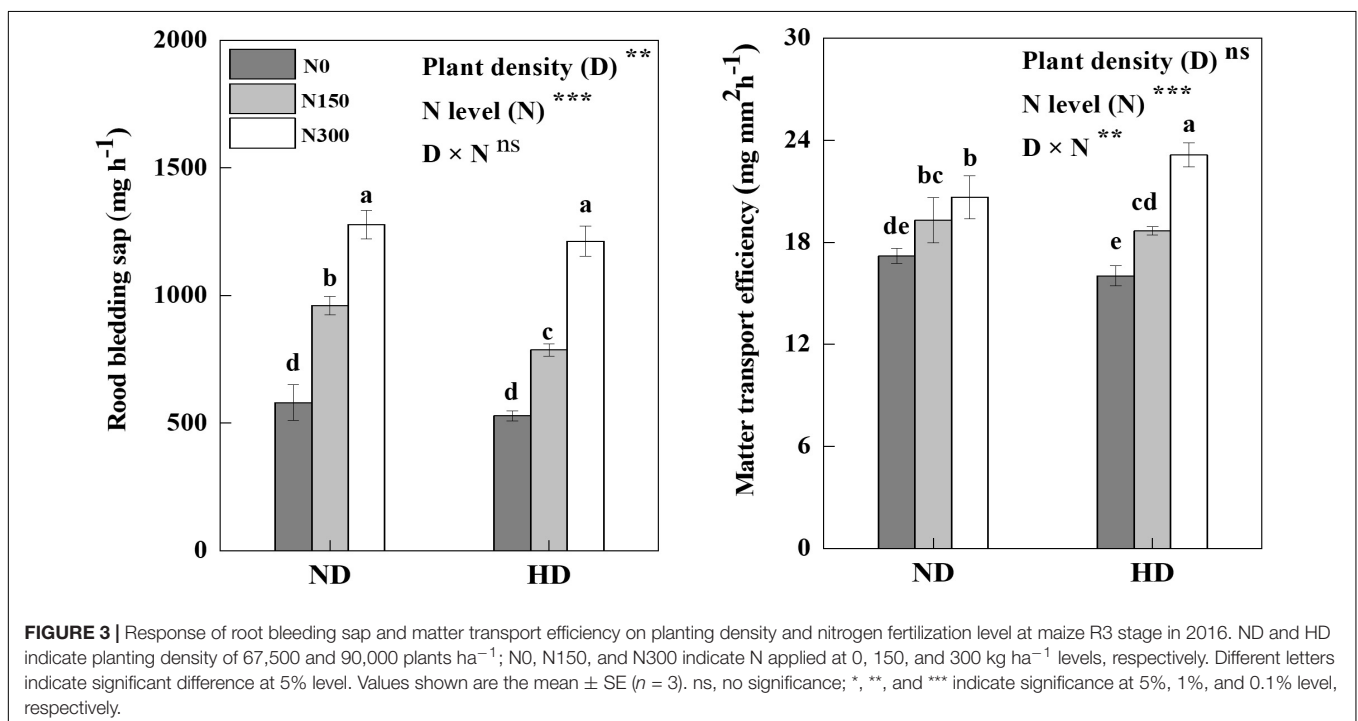 2000
1500
1000
500
0
Rood bledding sap (mg h-1)
N0
N150
N300
Plant density (D) **
N level (N) ***
D × N ns
d
b
a
d
c
a
ND
HD
30
24
18
12
6
0
Matter transport efficiency (mg mm2h-1)
Plant density (D) ns
N level (N) ***
D × N **
de
bc
b
e
cd
a
ND
HD
FIGURE 3 | Response of root bleeding sap and matter transport efficiency on planting density and nitrogen fertilization level at maize R3 stage in 2016. ND and HD
indicate planting density of 67,500 and 90,000 plants ha−1; N0, N150, and N300 indicate N applied at 0, 150, and 300 kg ha−1 levels, respectively. Different letters
indicate significant difference at 5% level. Values shown are the mean ± SE (n = 3). ns, no significance; *, **, and *** indicate significance at 5%, 1%, and 0.1% level,
respectively.